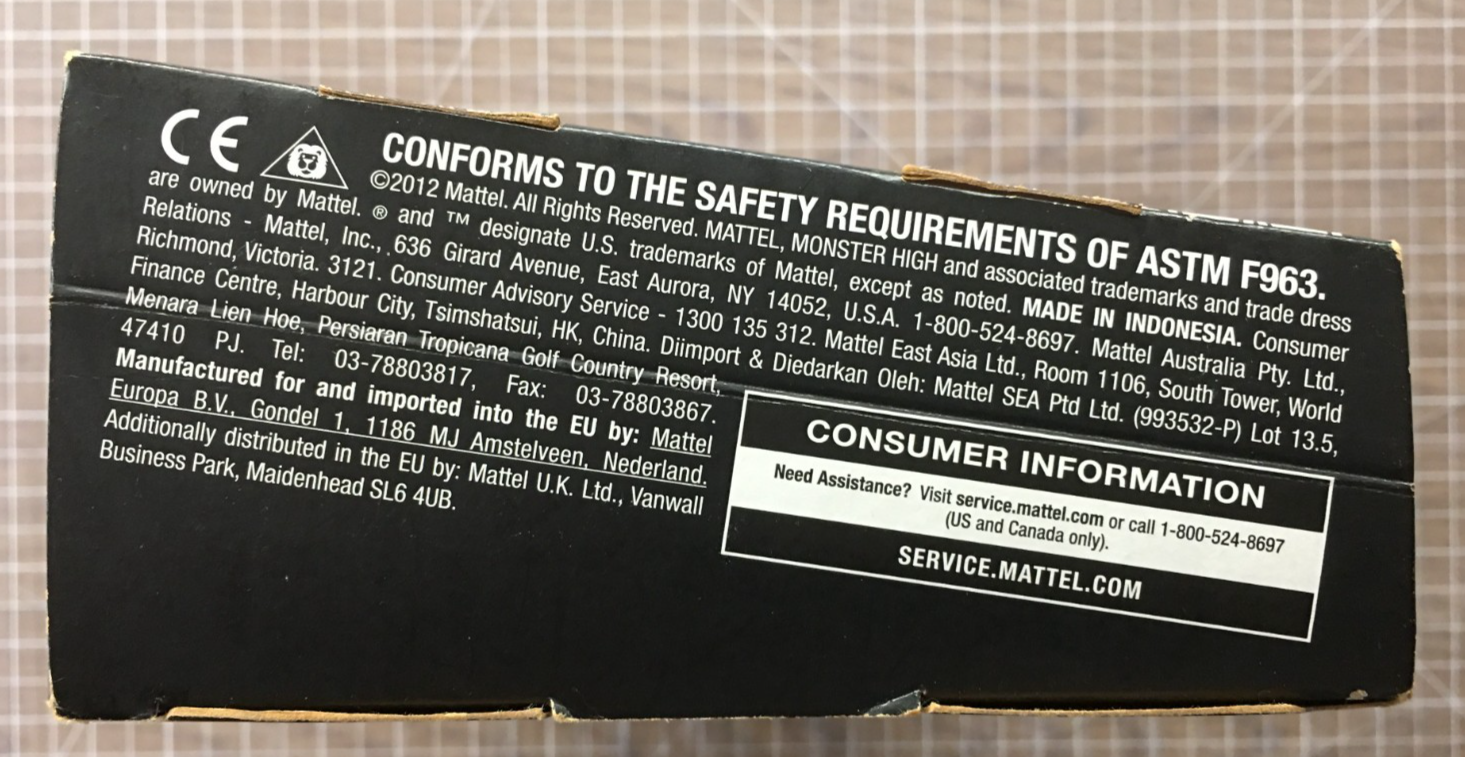 CE
CONFORMS TO THE SAFETY REQUIREMENTS OF ASTM F963.
©2012 Mattel. All Rights Reserved. MATTEL, MONSTER HIGH and associated trademarks and trade dress
are owned by Mattel. ® and ™ designate U.S. trademarks of Mattel, except as noted. MADE IN INDONESIA. Consumer
Relations - Mattel, Inc., 636 Girard Avenue, East Aurora, NY 14052, U.S.A. 1-800-524-8697. Mattel Australia Pty. Ltd.,
Richmond, Victoria. 3121. Consumer Advisory Service - 1300 135 312. Mattel East Asia Ltd., Room 1106, South Tower, World
Finance Centre, Harbour City, Tsimshatsui, HK, China. Diimport & Diedarkan Oleh: Mattel SEA Ptd Ltd. (993532-P) Lot 13.5,
Menara Lien Hoe, Persiaran Tropicana Golf Country Resort,
47410 PJ. Tel: 03-78803817, Fax: 03-78803867.
Manufactured for and imported into the EU by: Mattel
Europa B.V., Gondel 1, 1186 MJ Amstelveen, Nederland.
Additionally distributed in the EU by: Mattel U.K. Ltd., Vanwall
Business Park, Maidenhead SL6 4UB.
CONSUMER INFORMATION
Need Assistance? Visit service.mattel.com or call 1-800-524-8697
(US and Canada only).
SERVICE.MATTEL.COM